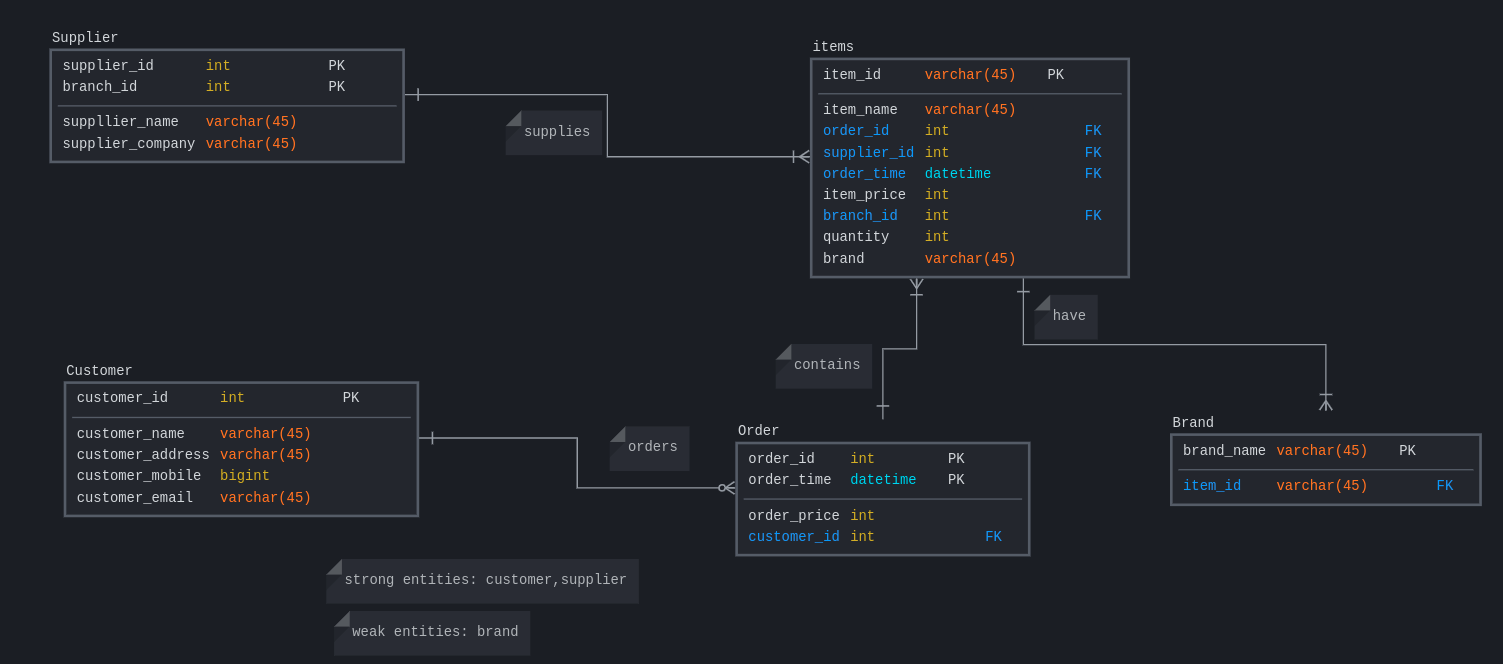 Supplier
supplier_id int PK
branch_id int PK
suppllier_name varchar(45)
supplier_company varchar(45)
supplies
items
item_id varchar(45) PK
item_name varchar(45)
order_id int FK
supplier_id int FK
order_time datetime FK
item_price int
branch_id int FK
quantity int
brand varchar(45)
have
contains
Customer
customer_id int PK
customer_name varchar(45)
customer_address varchar(45)
customer_mobile bigint
customer_email varchar(45)
orders
Order
order_id int PK
order_time datetime PK
order_price int
customer_id int FK
Brand
brand_name varchar(45) PK
item_id varchar(45) FK
strong entities: customer,supplier
weak entities: brand